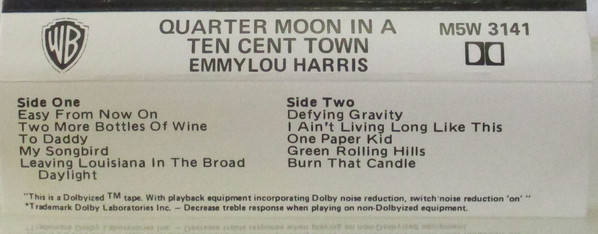 WB
QUARTER MOON IN A
TEN CENT TOWN
EMMYLOU HARRIS
M5W 3141
Side One
Easy From Now On
Two More Bottles Of Wine
To Daddy
My Songbird
Leaving Louisiana In The Broad
Daylight
Side Two
Defying Gravity
I Ain't Living Long Like This
One Paper Kid
Green Rolling Hills
Burn That Candle
"This is a Dolbyized TM tape. With playback equipment incorporating Dolby noise reduction, switch noise reduction 'on' "
*Trademark Dolby Laboratories Inc. – Decrease treble response when playing on non-Dolbyized equipment.